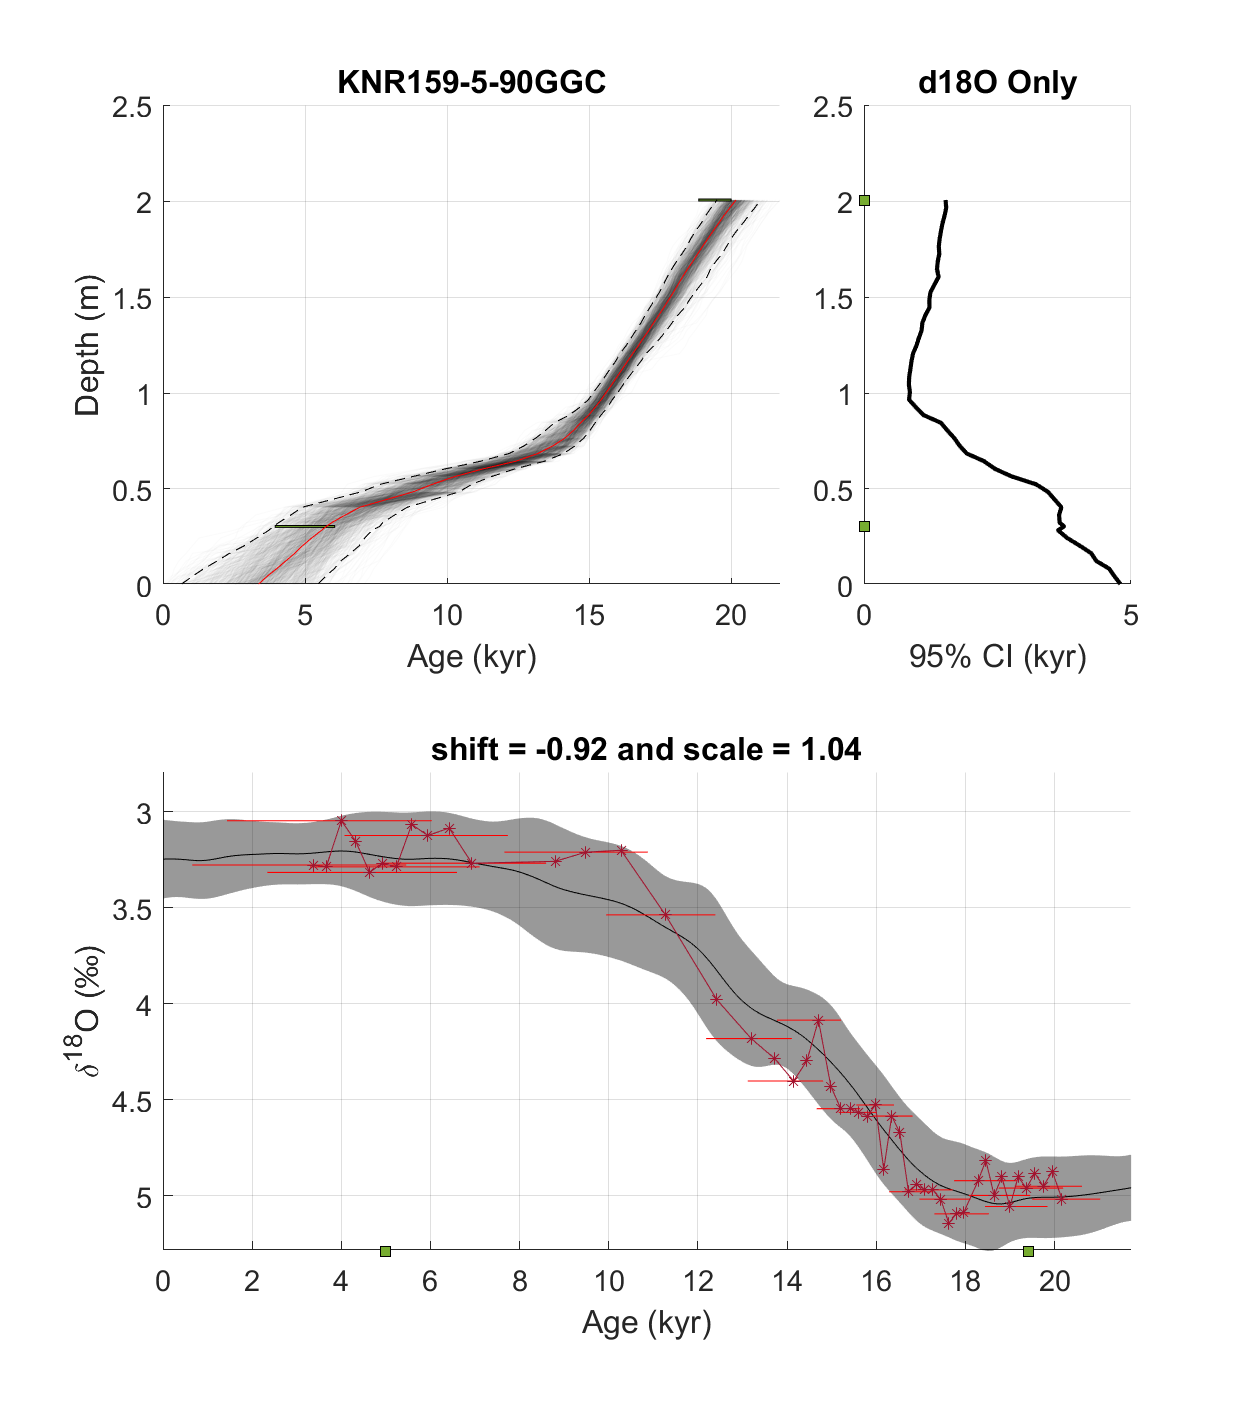 KNR159-5-90GGC
d18O Only
2.5
2
1.5
1
0.5
0
Depth (m)
0 5 10 15 20
Age (kyr)
2.5
2
1.5
1
0.5
0
0 5
95% CI (kyr)
shift = -0.92 and scale = 1.04
3
3.5
4
4.5
5
δ18O (‰)
0 2 4 6 8 10 12 14 16 18 20
Age (kyr)